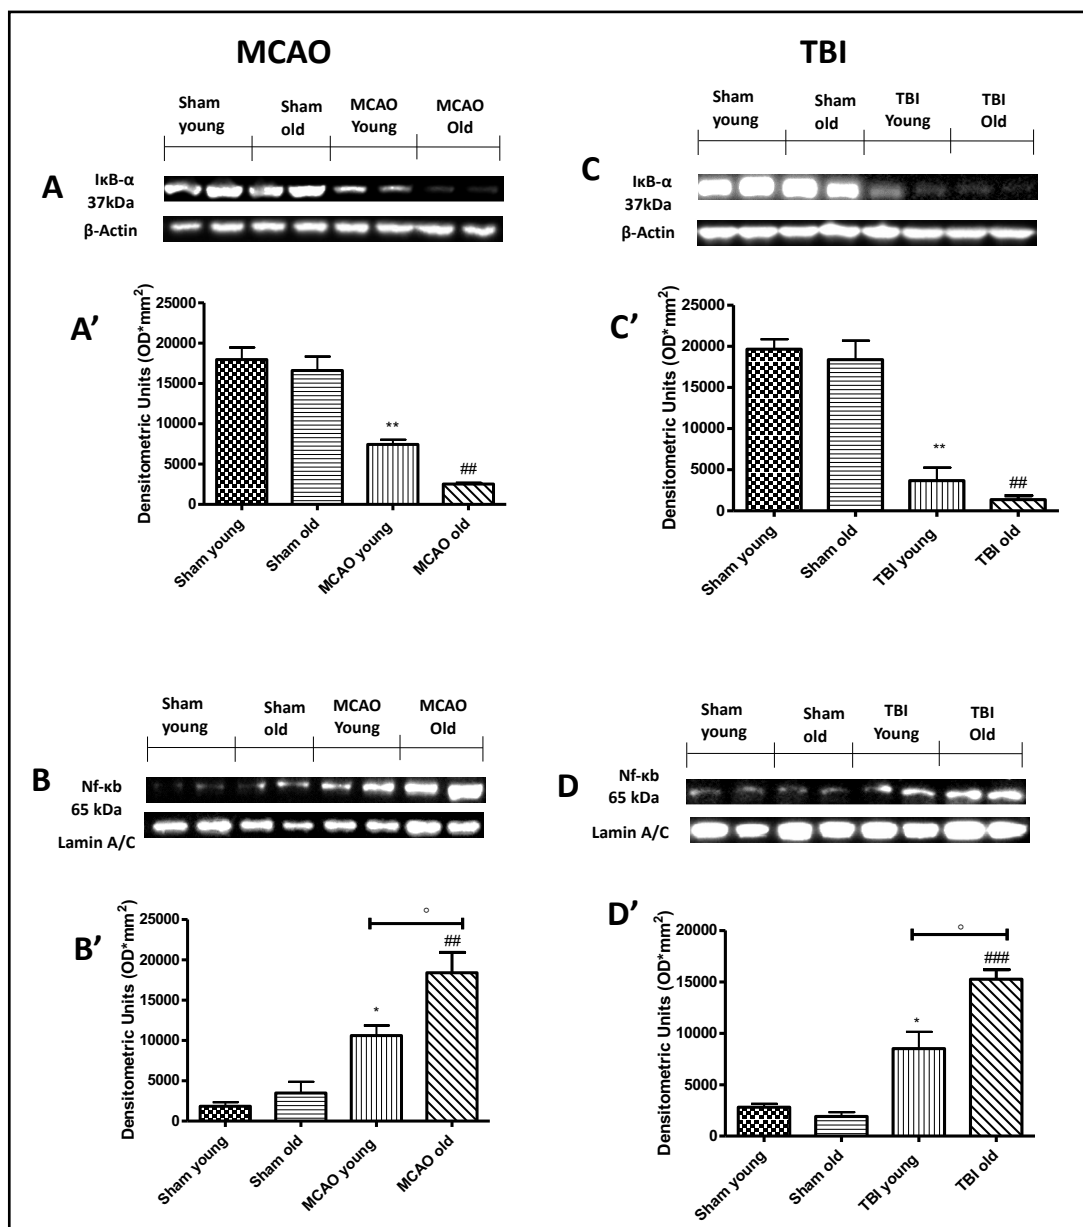 MCAO
TBI
Sham young
Sham old
MCAO Young
MCAO Old
A
IκB-α
37kDa
β-Actin
A'
Densitometric Units (OD*mm²)
25000
20000
15000
10000
5000
0
**
##
Sham young
Sham old
MCAO young
MCAO old
Sham young
Sham old
TBI Young
TBI Old
C
IκB-α
37kDa
β-Actin
C'
Densitometric Units (OD*mm²)
25000
20000
15000
10000
5000
0
**
##
Sham young
Sham old
TBI young
TBI old
Sham young
Sham old
MCAO Young
MCAO Old
B
Nf-κb
65 kDa
Lamin A/C
B'
Densitometric Units (OD*mm²)
25000
20000
15000
10000
5000
0
*
°
##
Sham young
Sham old
MCAO young
MCAO old
Sham young
Sham old
TBI Young
TBI Old
D
Nf-κb
65 kDa
Lamin A/C
D'
Densitometric Units (OD*mm²)
20000
15000
10000
5000
0
*
°
###
Sham young
Sham old
TBI young
TBI old